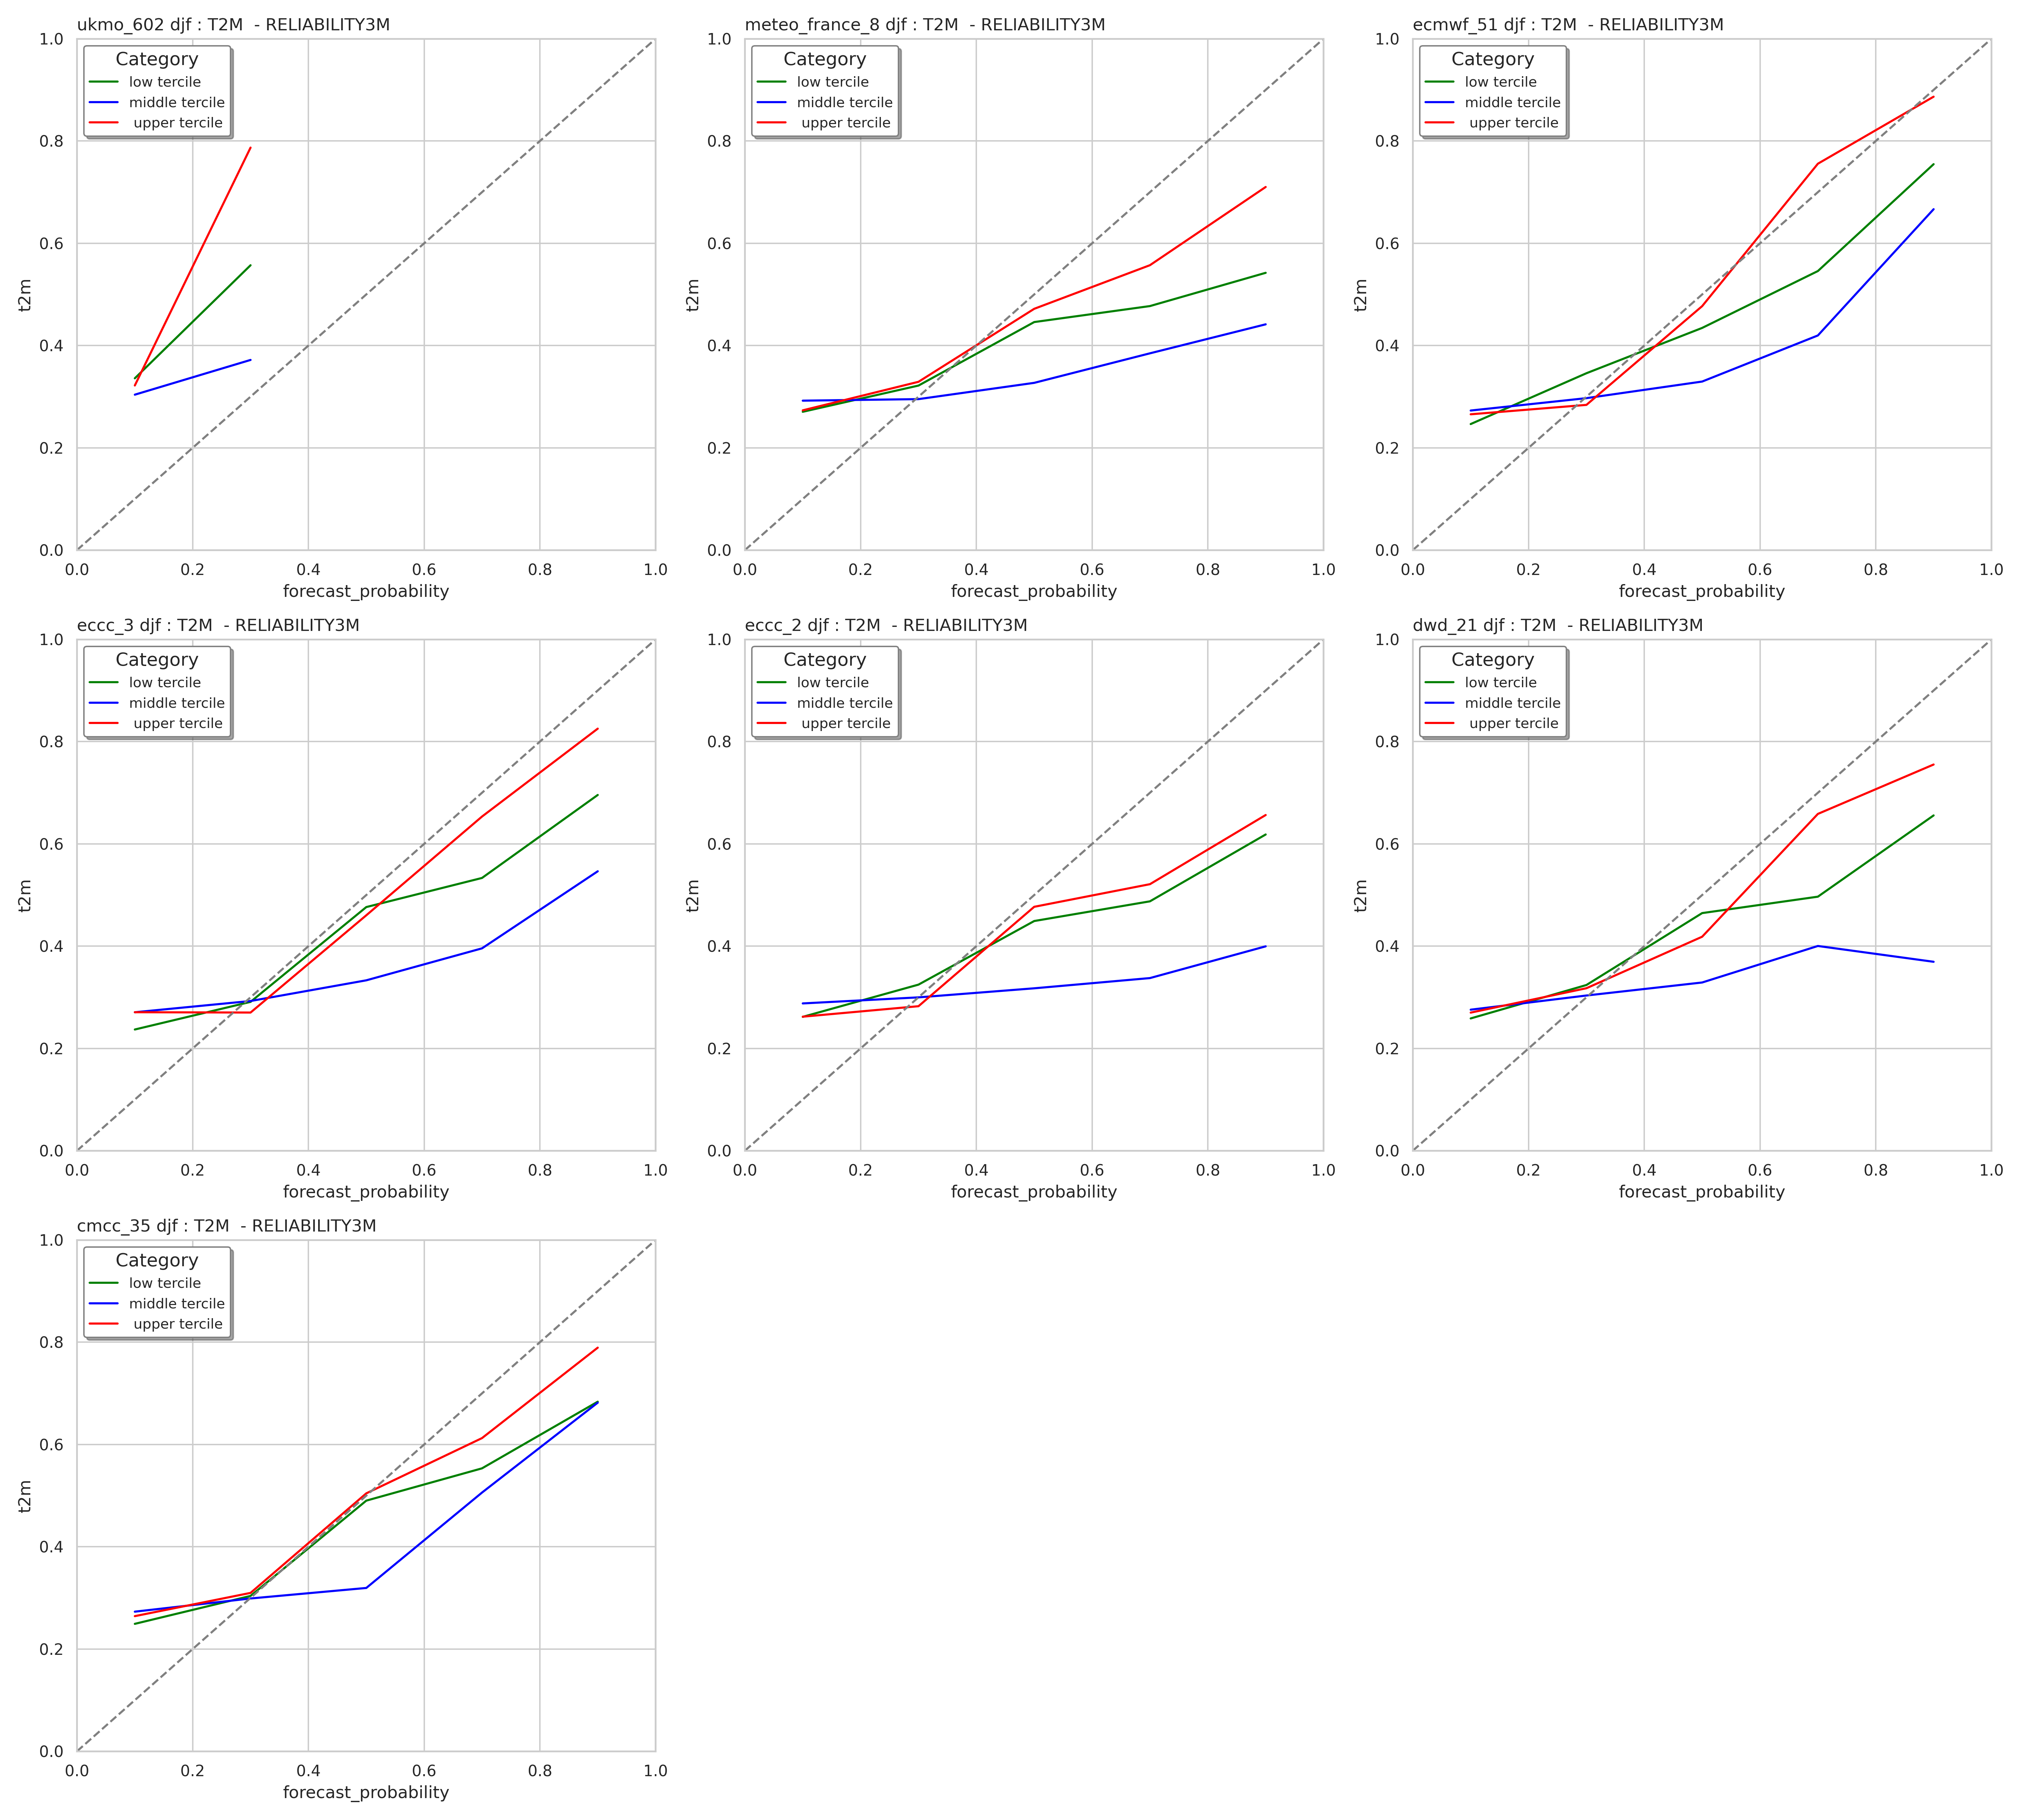 ukmo_602 djf : T2M  - RELIABILITY3M
1.0
Category
low tercile
middle tercile
upper tercile
0.8
0.6
t2m
0.4
0.2
0.0
0.0 0.2 0.4 0.6 0.8 1.0
forecast_probability
meteo_france_8 djf : T2M  - RELIABILITY3M
1.0
Category
low tercile
middle tercile
upper tercile
0.8
0.6
t2m
0.4
0.2
0.0
0.0 0.2 0.4 0.6 0.8 1.0
forecast_probability
ecmwf_51 djf : T2M  - RELIABILITY3M
1.0
Category
low tercile
middle tercile
upper tercile
0.8
0.6
t2m
0.4
0.2
0.0
0.0 0.2 0.4 0.6 0.8 1.0
forecast_probability
eccc_3 djf : T2M  - RELIABILITY3M
1.0
Category
low tercile
middle tercile
upper tercile
0.8
0.6
t2m
0.4
0.2
0.0
0.0 0.2 0.4 0.6 0.8 1.0
forecast_probability
eccc_2 djf : T2M  - RELIABILITY3M
1.0
Category
low tercile
middle tercile
upper tercile
0.8
0.6
t2m
0.4
0.2
0.0
0.0 0.2 0.4 0.6 0.8 1.0
forecast_probability
dwd_21 djf : T2M  - RELIABILITY3M
1.0
Category
low tercile
middle tercile
upper tercile
0.8
0.6
t2m
0.4
0.2
0.0
0.0 0.2 0.4 0.6 0.8 1.0
forecast_probability
cmcc_35 djf : T2M  - RELIABILITY3M
1.0
Category
low tercile
middle tercile
upper tercile
0.8
0.6
t2m
0.4
0.2
0.0
0.0 0.2 0.4 0.6 0.8 1.0
forecast_probability